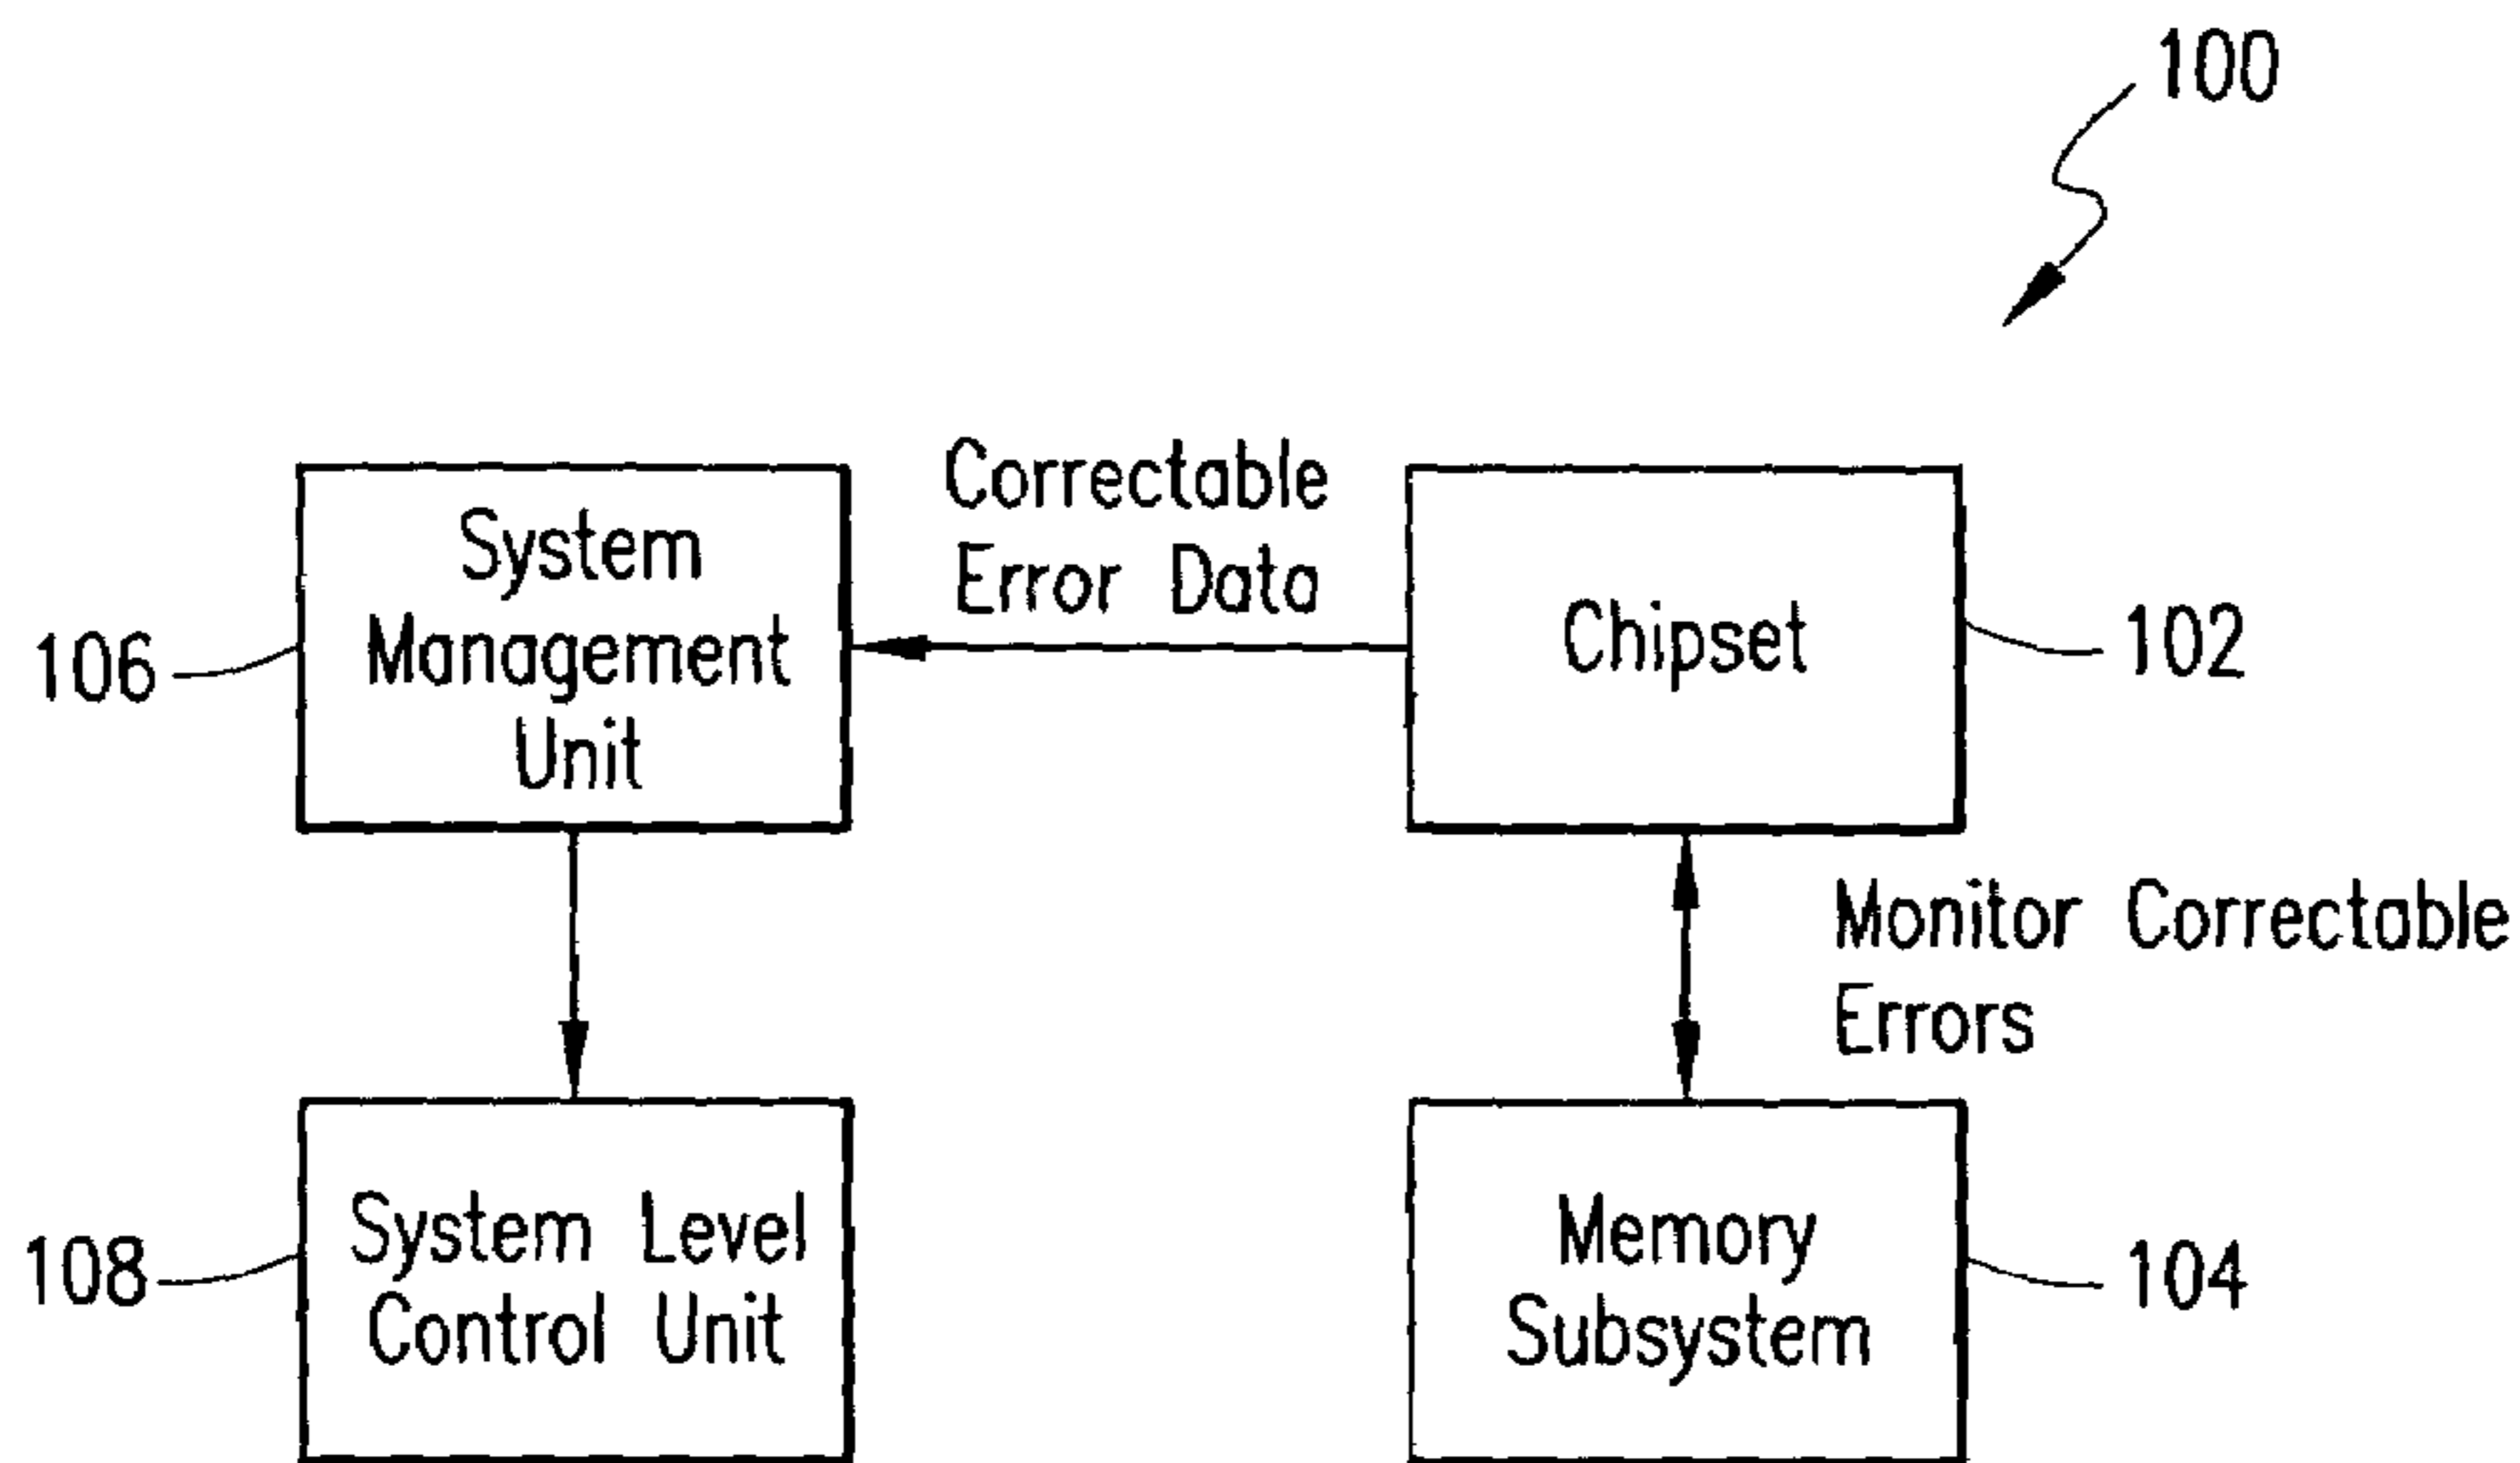 100
Correctable
Error Data
System
Management
Unit
106
Chipset
102
Monitor Correctable
Errors
System Level
Control Unit
108
Memory
Subsystem
104